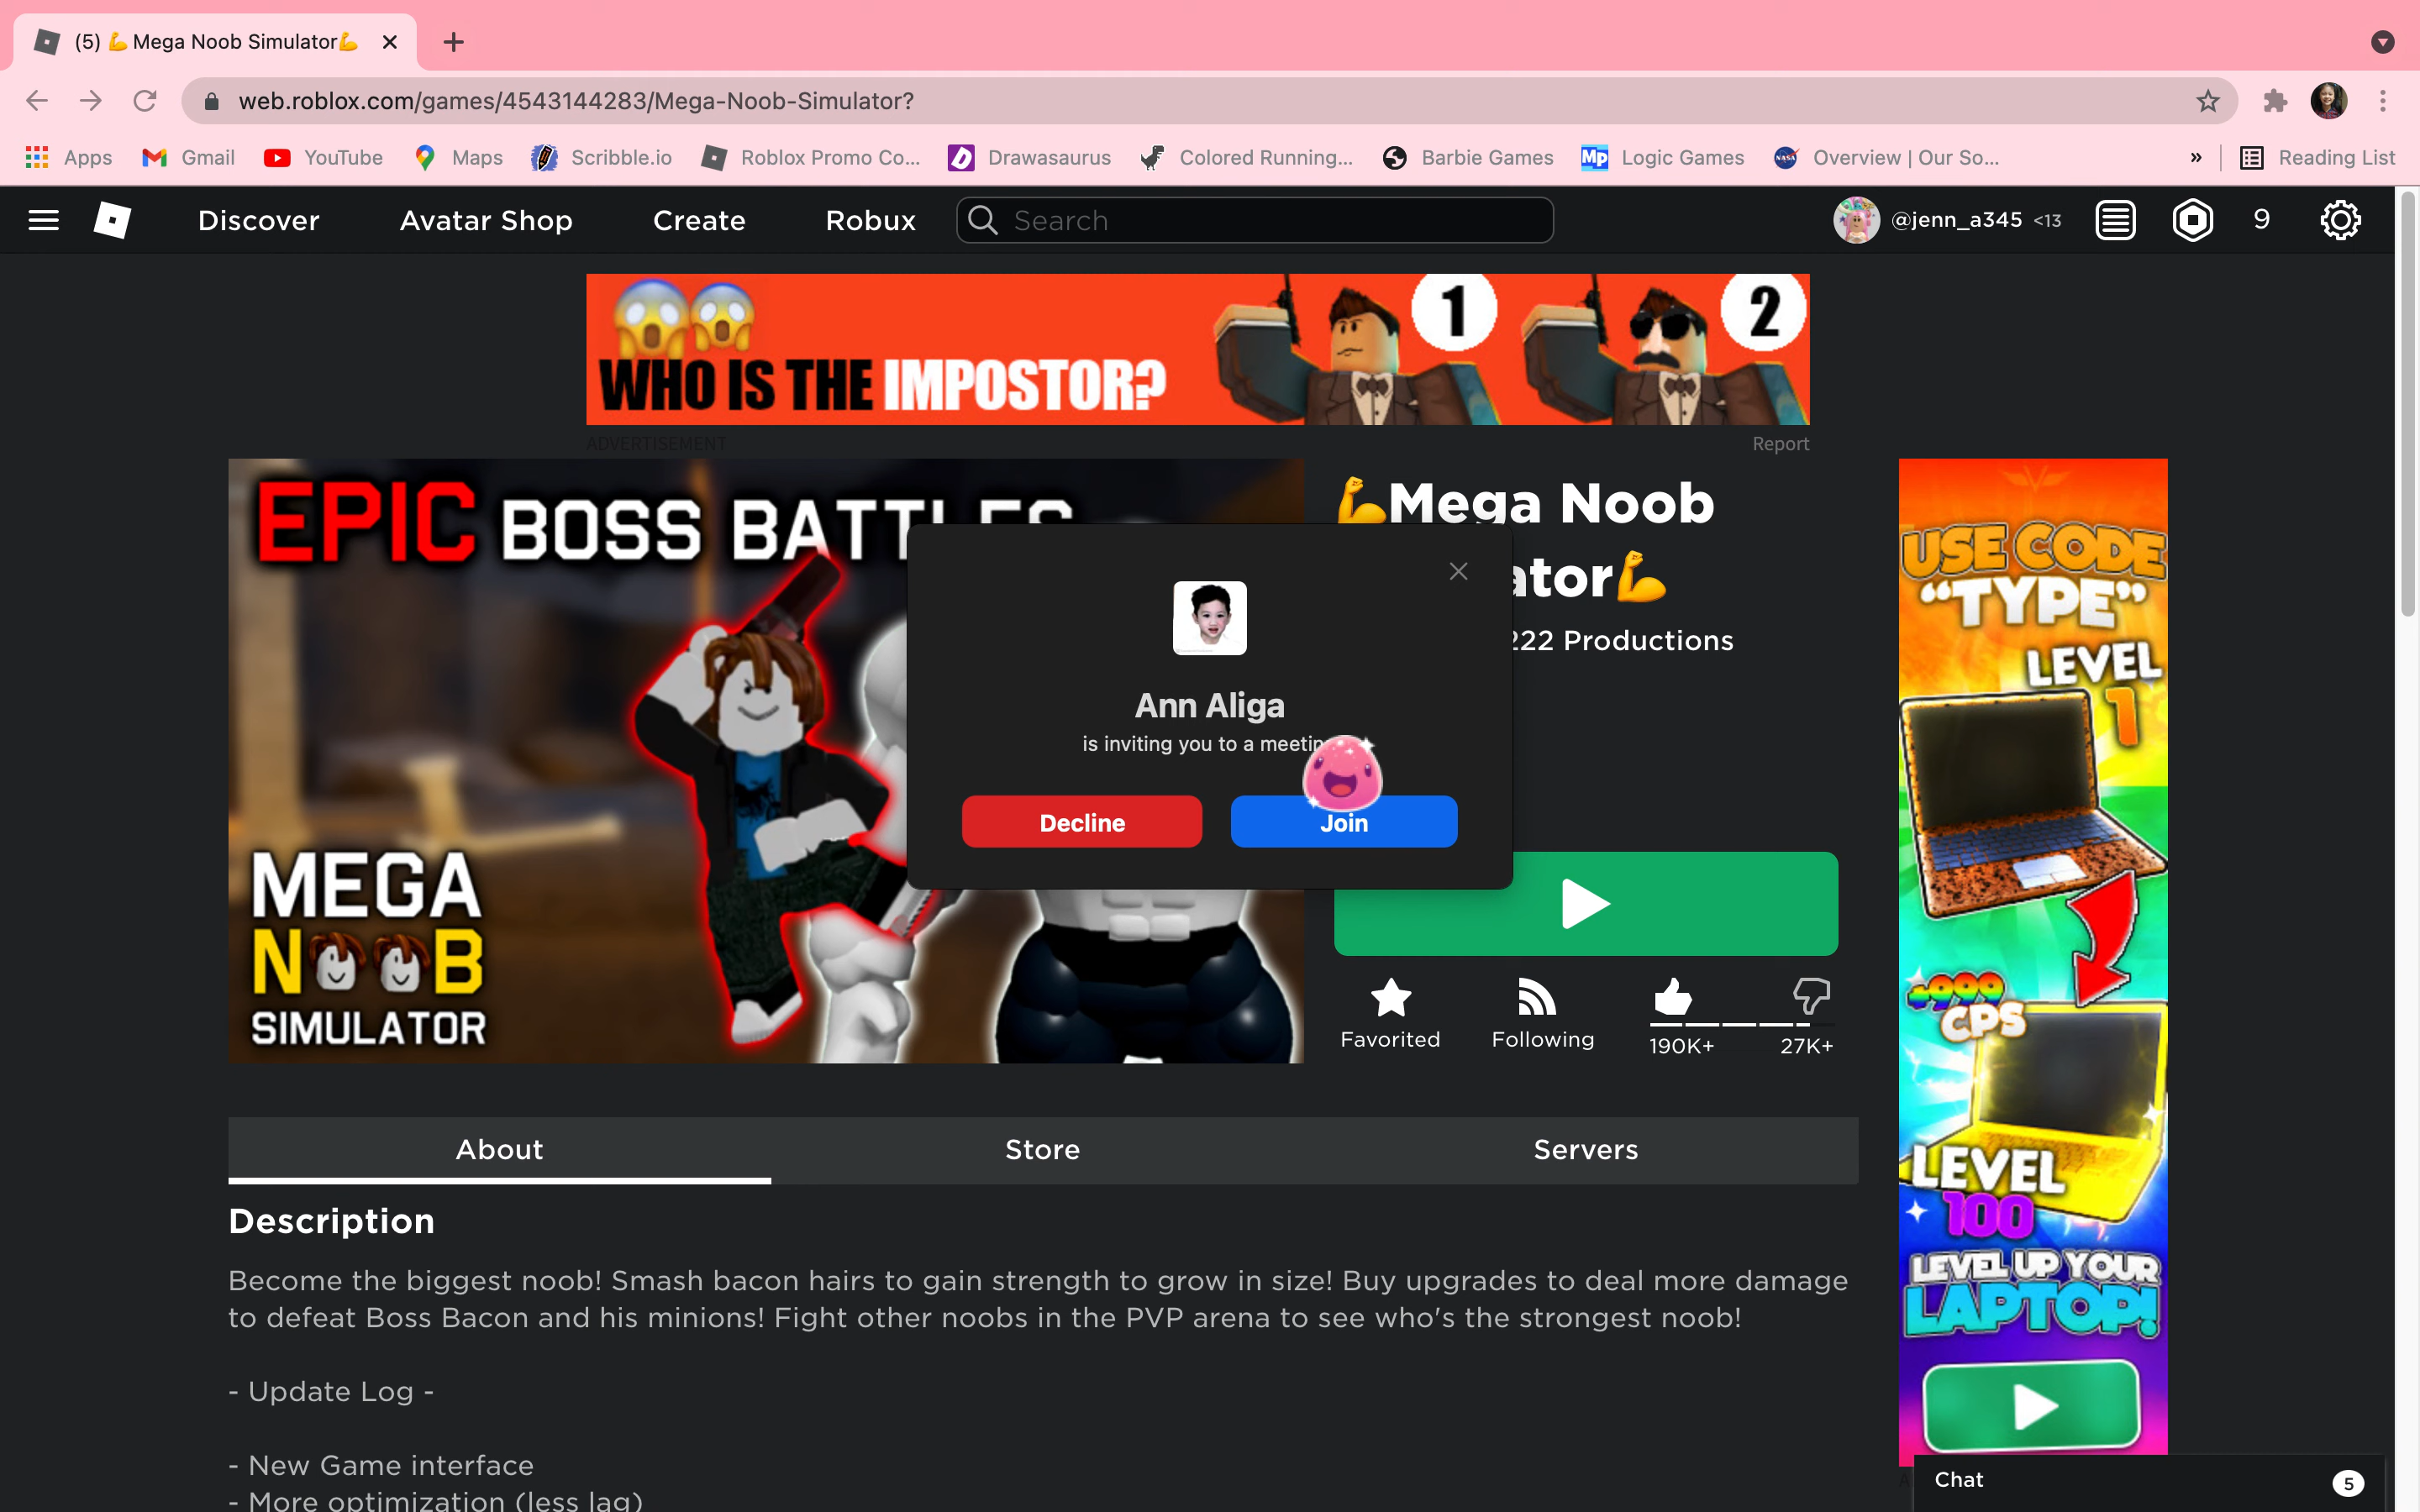 (5) 💪Mega Noob Simulator💪
web.roblox.com/games/4543144283/Mega-Noob-Simulator?
Apps Gmail YouTube Maps Scribble.io Roblox Promo Co... Drawasaurus Colored Running... Barbie Games Logic Games Overview | Our So... » Reading List
Discover Avatar Shop Create Robux Search @jenn_a345 <13 9
WHO IS THE IMPOSTOR? 1 2
ADVERTISEMENT Report
EPIC BOSS BATTLES
MEGA
NOOB
SIMULATOR
💪Mega Noob
ator💪
222 Productions
Ann Aliga
is inviting you to a meetin
Decline Join
Favorited Following 190K+ 27K+
USE CODE
"TYPE"
LEVEL
1
+999
CPS
LEVEL
100
LEVEL UP YOUR
LAPTOP!
About Store Servers
Description
Become the biggest noob! Smash bacon hairs to gain strength to grow in size! Buy upgrades to deal more damage
to defeat Boss Bacon and his minions! Fight other noobs in the PVP arena to see who's the strongest noob!
- Update Log -
- New Game interface
- More optimization (less lag)
Chat 5